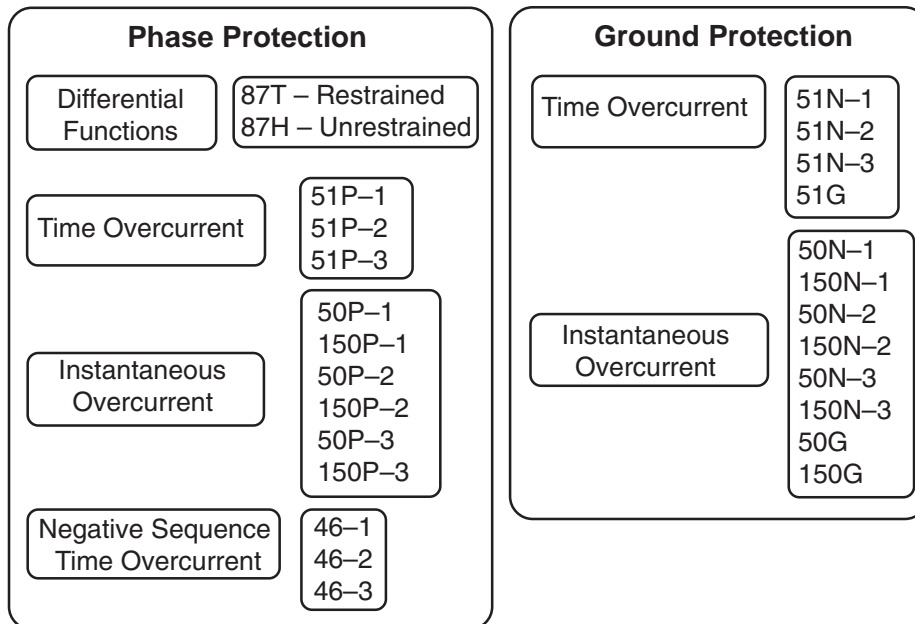 Phase Protection
Differential
Functions
87T – Restrained
87H – Unrestrained
Time Overcurrent
51P–1
51P–2
51P–3
Instantaneous
Overcurrent
50P–1
150P–1
50P–2
150P–2
50P–3
150P–3
Negative Sequence
Time Overcurrent
46–1
46–2
46–3
Ground Protection
Time Overcurrent
51N–1
51N–2
51N–3
51G
Instantaneous
Overcurrent
50N–1
150N–1
50N–2
150N–2
50N–3
150N–3
50G
150G